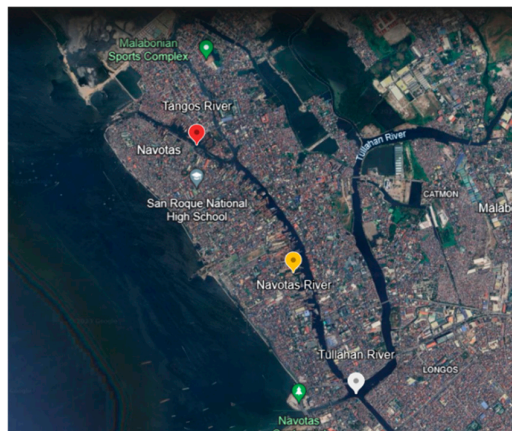 Malabonian
Sports Complex
Tangos River
Tullahan River
Navotas
San Roque National
High School
CATMON
Malabo
Navotas River
Tullahan River
LONGOS
Navotas